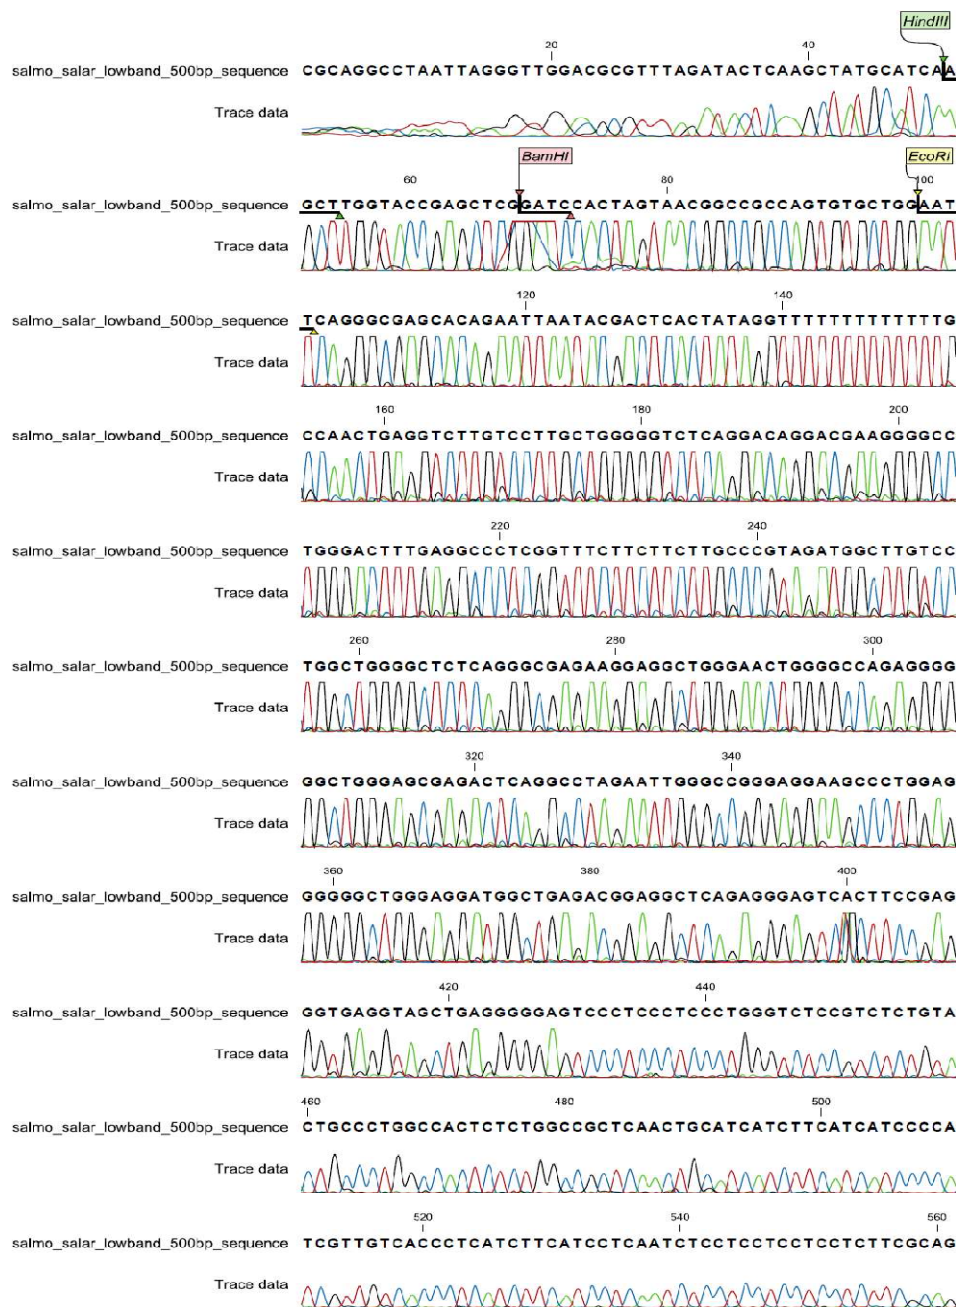 HindIII
20 40
salmo_salar_lowband_500bp_sequence CGCAGGCCTAATTAGGGTTGGACGCGTTTAGATACTCAAGCTATGCATCAA
Trace data
BamHI EcoRI
60 80 100
salmo_salar_lowband_500bp_sequence GCTTGGTACCGAGCTCGGATCCACTAGTAACGGCCGCCAGTGTGCTGGAAT
Trace data
120 140
salmo_salar_lowband_500bp_sequence TCAGGGCGAGCACAGAATTAATACGACTCACTATAGGTTTTTTTTTTTTTG
Trace data
160 180 200
salmo_salar_lowband_500bp_sequence CCAACTGAGGTCTTGTCCTTGCTGGGGGTCTCAGGACAGGACGAAGGGGCC
Trace data
220 240
salmo_salar_lowband_500bp_sequence TGGGACTTTGAGGCCCTCGGTTTCTTCTTCTTGCCCGTAGATGGCTTGTCC
Trace data
260 280 300
salmo_salar_lowband_500bp_sequence TGGCTGGGGCTCTCAGGGCGAGAAGGAGGCTGGGAACTGGGGCCAGAGGGG
Trace data
320 340
salmo_salar_lowband_500bp_sequence GGCTGGGAGCGAGACTCAGGCCTAGAATTGGGCCGGGAGGAAGCCCTGGAG
Trace data
360 380 400
salmo_salar_lowband_500bp_sequence GGGGGCTGGGAGGATGGCTGAGACGGAGGCTCAGAGGGAGTCACTTCCGAG
Trace data
420 440
salmo_salar_lowband_500bp_sequence GGTGAGGTAGCTGAGGGGGAGTCCCTCCCTCCCTGGGTCTCCGTCTCTGTA
Trace data
460 480 500
salmo_salar_lowband_500bp_sequence CTGCCCTGGCCACTCTCTGGCCGCTCAACTGCATCATCTTCATCATCCCCA
Trace data
520 540 560
salmo_salar_lowband_500bp_sequence TCGTTGTCACCCTCATCTTCATCCTCAATCTCCTCCTCCTCCTCTTCGCAG
Trace data